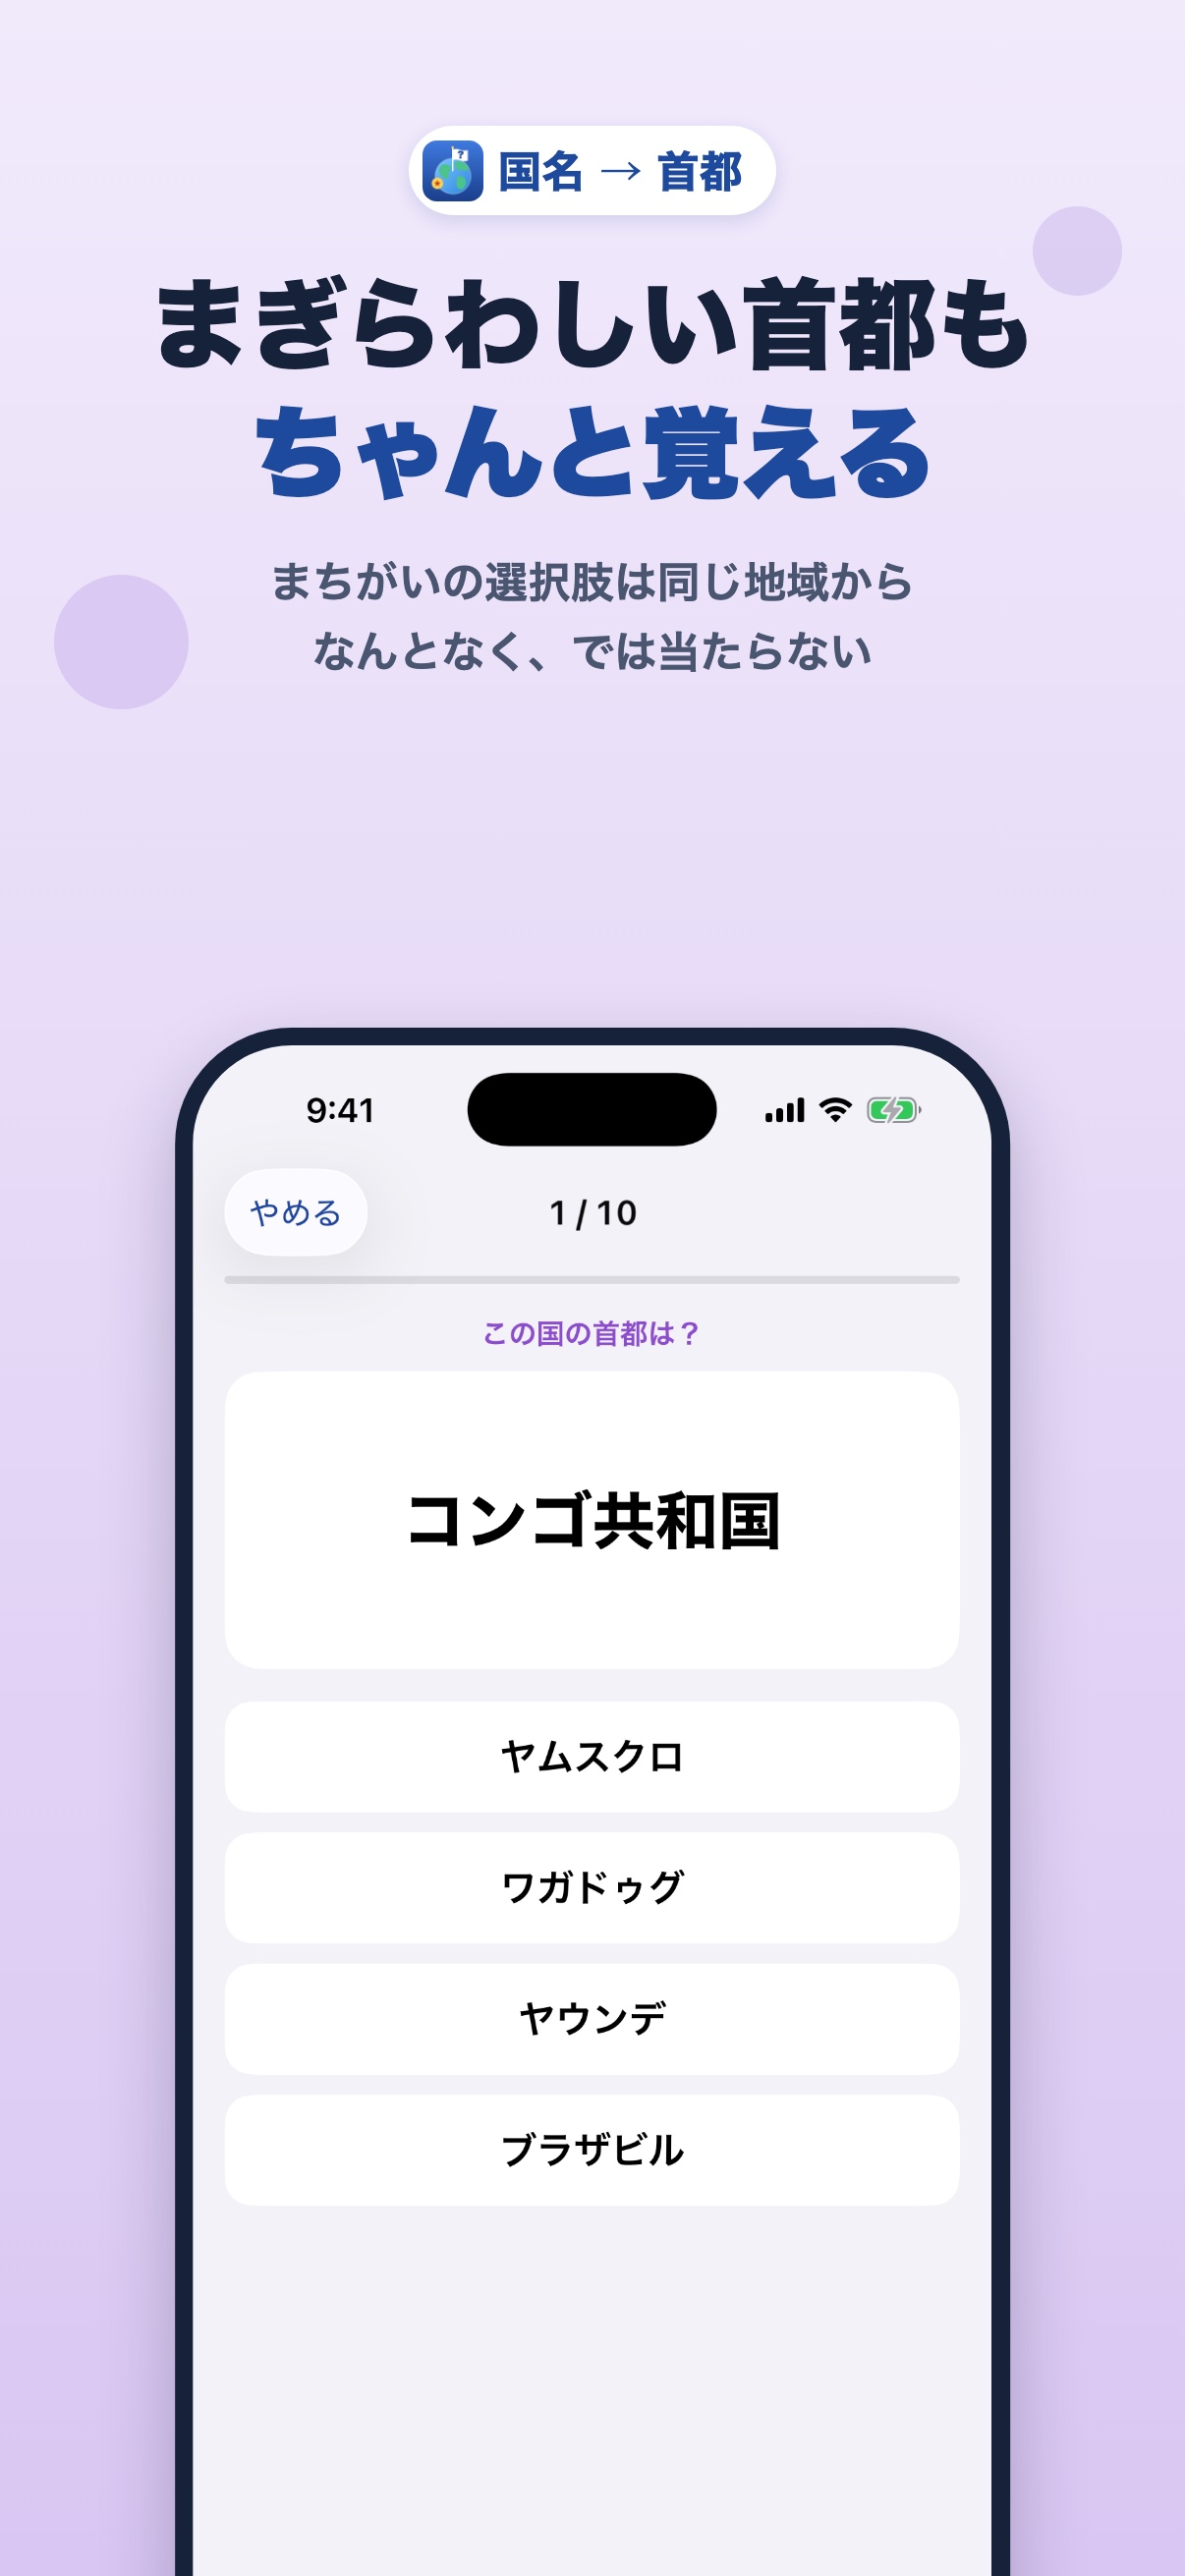 国名 → 首都
まぎらわしい首都も
ちゃんと覚える
まちがいの選択肢は同じ地域から
なんとなく、では当たらない
9:41
やめる
1 / 10
この国の首都は？
コンゴ共和国
ヤムスクロ
ワガドゥグ
ヤウンデ
ブラザビル